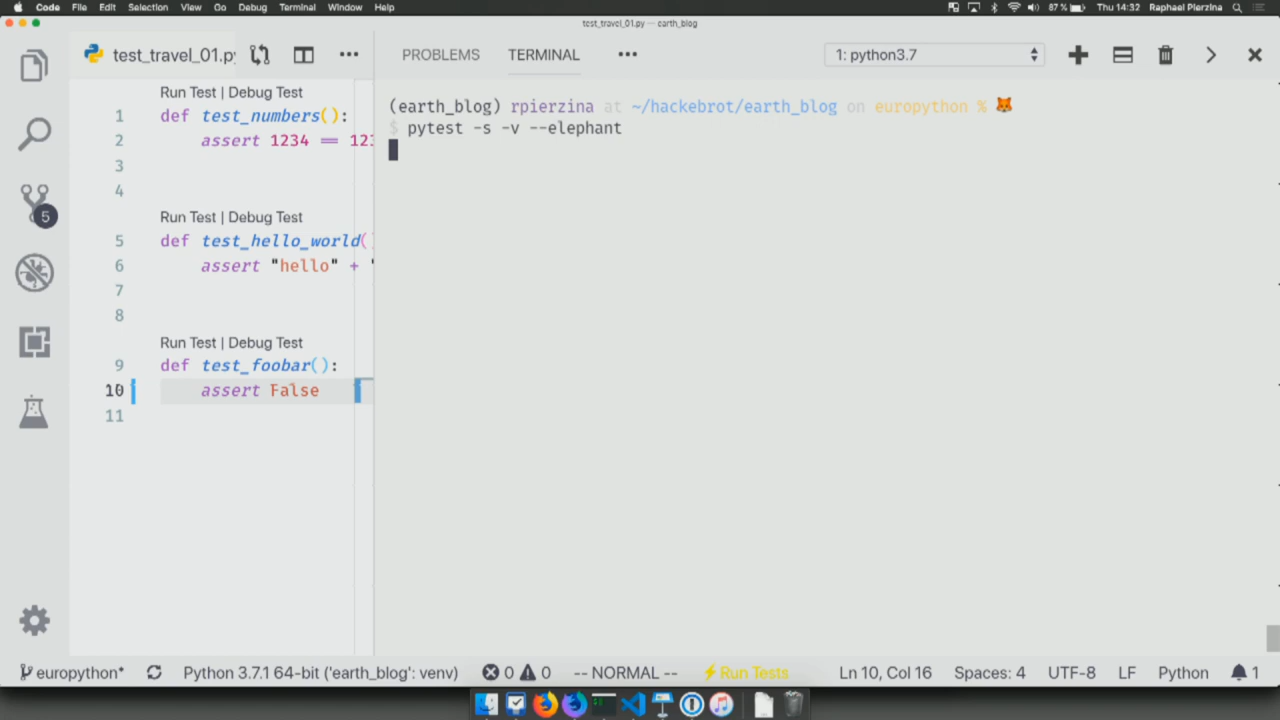 Code File Edit Selection View Go Debug Terminal Window Help 87% Thu 14:32 Raphael Pierzina
test_travel_01.py — earth_blog
test_travel_01.py
PROBLEMS TERMINAL 1: python3.7
Run Test | Debug Test
1 def test_numbers():
2 assert 1234 == 123
3
4
Run Test | Debug Test
5 def test_hello_world(
6 assert "hello" + "
7
8
Run Test | Debug Test
9 def test_foobar():
10 assert False
11
(earth_blog) rpierzina at ~/hackebrot/earth_blog on europython % 🦊
$ pytest -s -v --elephant
5
europython* Python 3.7.1 64-bit ('earth_blog': venv) 0 0 -- NORMAL -- ⚡Run Tests Ln 10, Col 16 Spaces: 4 UTF-8 LF Python 1